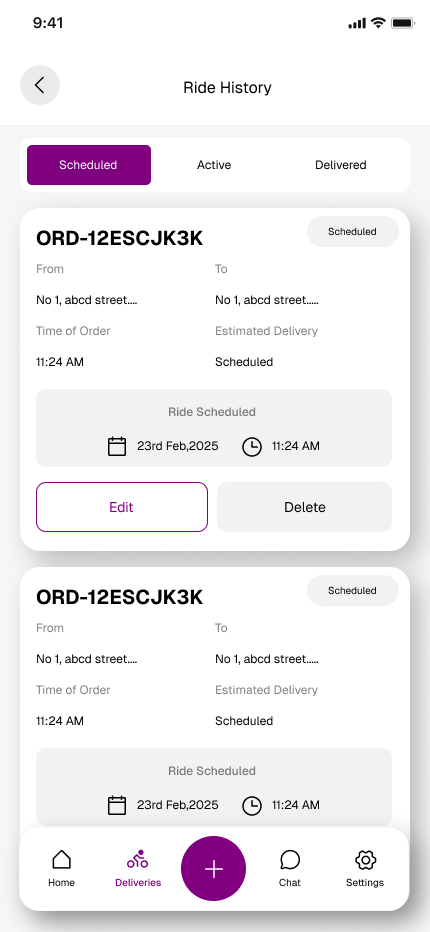 9:41
Ride History
Scheduled Active Delivered
ORD-12ESCJK3K Scheduled
From To
No 1, abcd street.... No 1, abcd street.....
Time of Order Estimated Delivery
11:24 AM Scheduled
Ride Scheduled
23rd Feb,2025 11:24 AM
Edit Delete
ORD-12ESCJK3K Scheduled
From To
No 1, abcd street.... No 1, abcd street.....
Time of Order Estimated Delivery
11:24 AM Scheduled
Ride Scheduled
23rd Feb,2025 11:24 AM
Home Deliveries Chat Settings